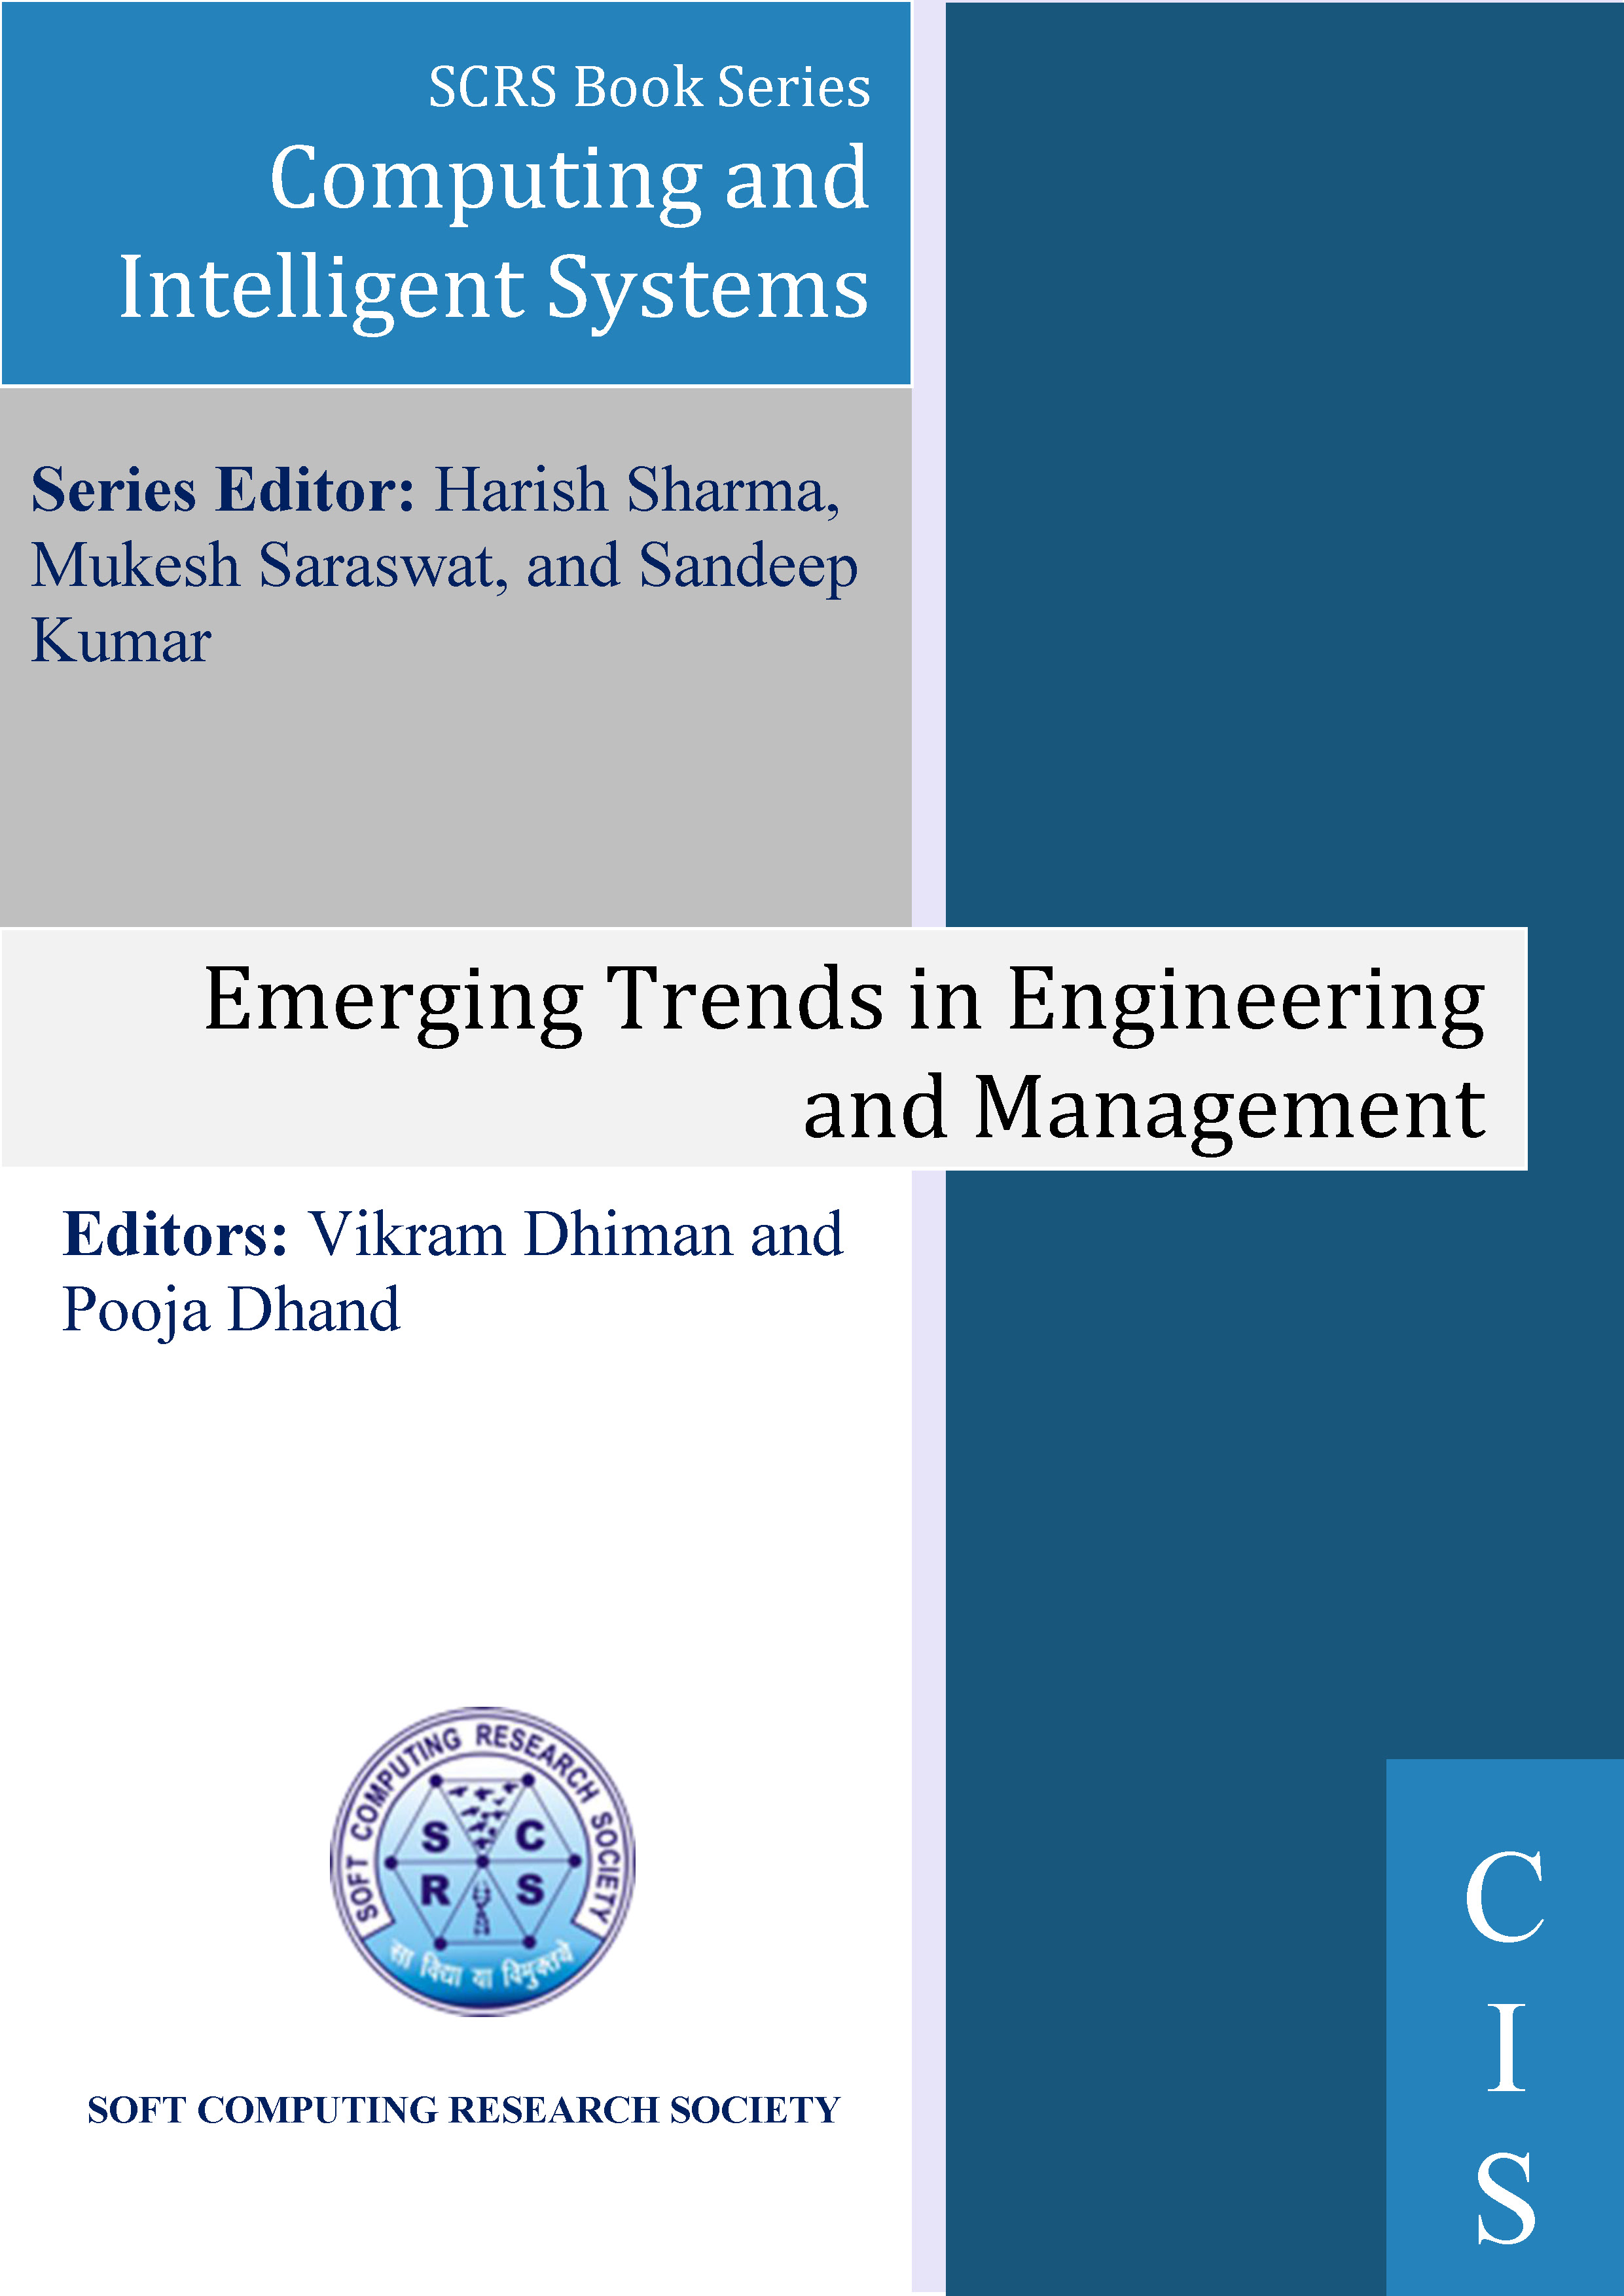 SCRS Book Series
Computing and
Intelligent Systems
Series Editor: Harish Sharma,
Mukesh Saraswat, and Sandeep
Kumar
Emerging Trends in Engineering
and Management
Editors: Vikram Dhiman and
Pooja Dhand
SOFT COMPUTING RESEARCH SOCIETY
S C
R S
सा विद्या या विमुक्तये
SOFT COMPUTING RESEARCH SOCIETY
C
I
S